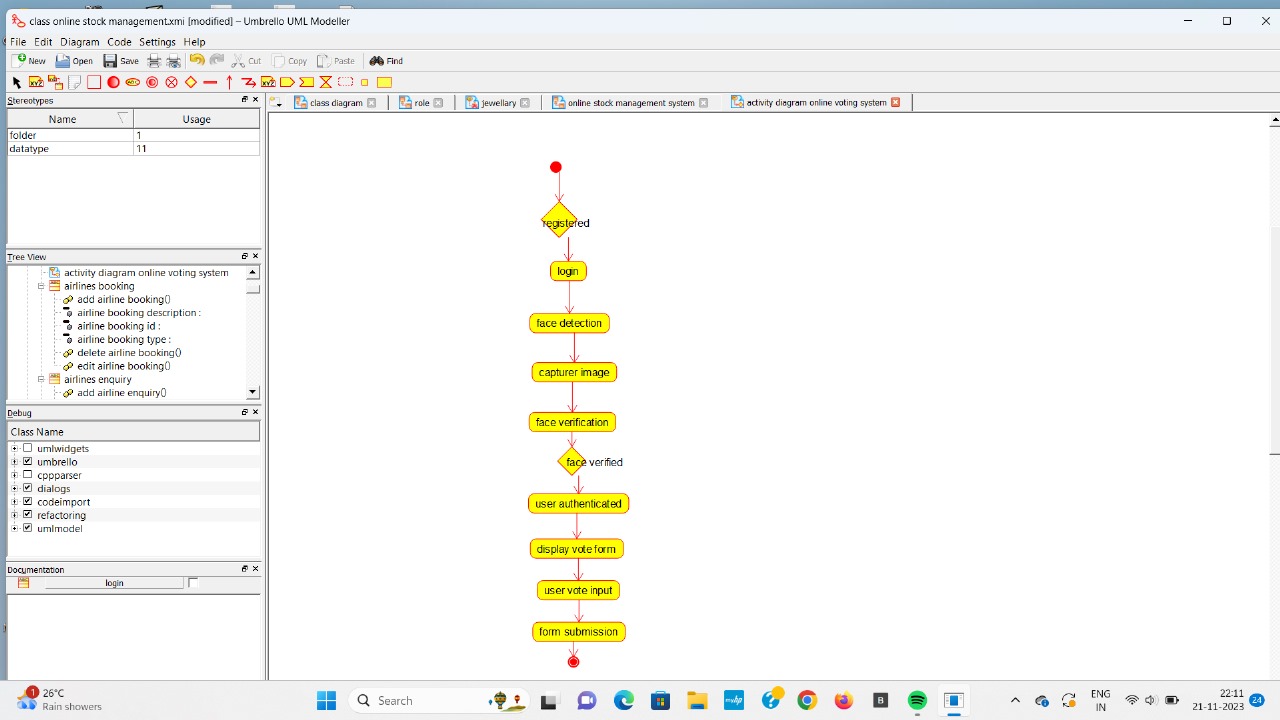 class online stock management.xmi [modified] – Umbrello UML Modeller
File Edit Diagram Code Settings Help
New Open Save Cut Copy Paste Find
XYZ
Stereotypes
class diagram role jewellary online stock management system activity diagram online voting system
Name Usage
folder 1
datatype 11
Tree View
activity diagram online voting system
airlines booking
add airline booking()
airline booking description :
airline booking id :
airline booking type :
delete airline booking()
edit airline booking()
airlines enquiry
add airline enquiry()
Debug
Class Name
umlwidgets
umbrello
cppparser
dialogs
codeimport
refactoring
umlmodel
Documentation
login
registered
login
face detection
capturer image
face verification
face verified
user authenticated
display vote form
user vote input
form submission
1
26°C
Rain showers
Search
myhp
B
ENG
IN
22:11
21-11-2023
24